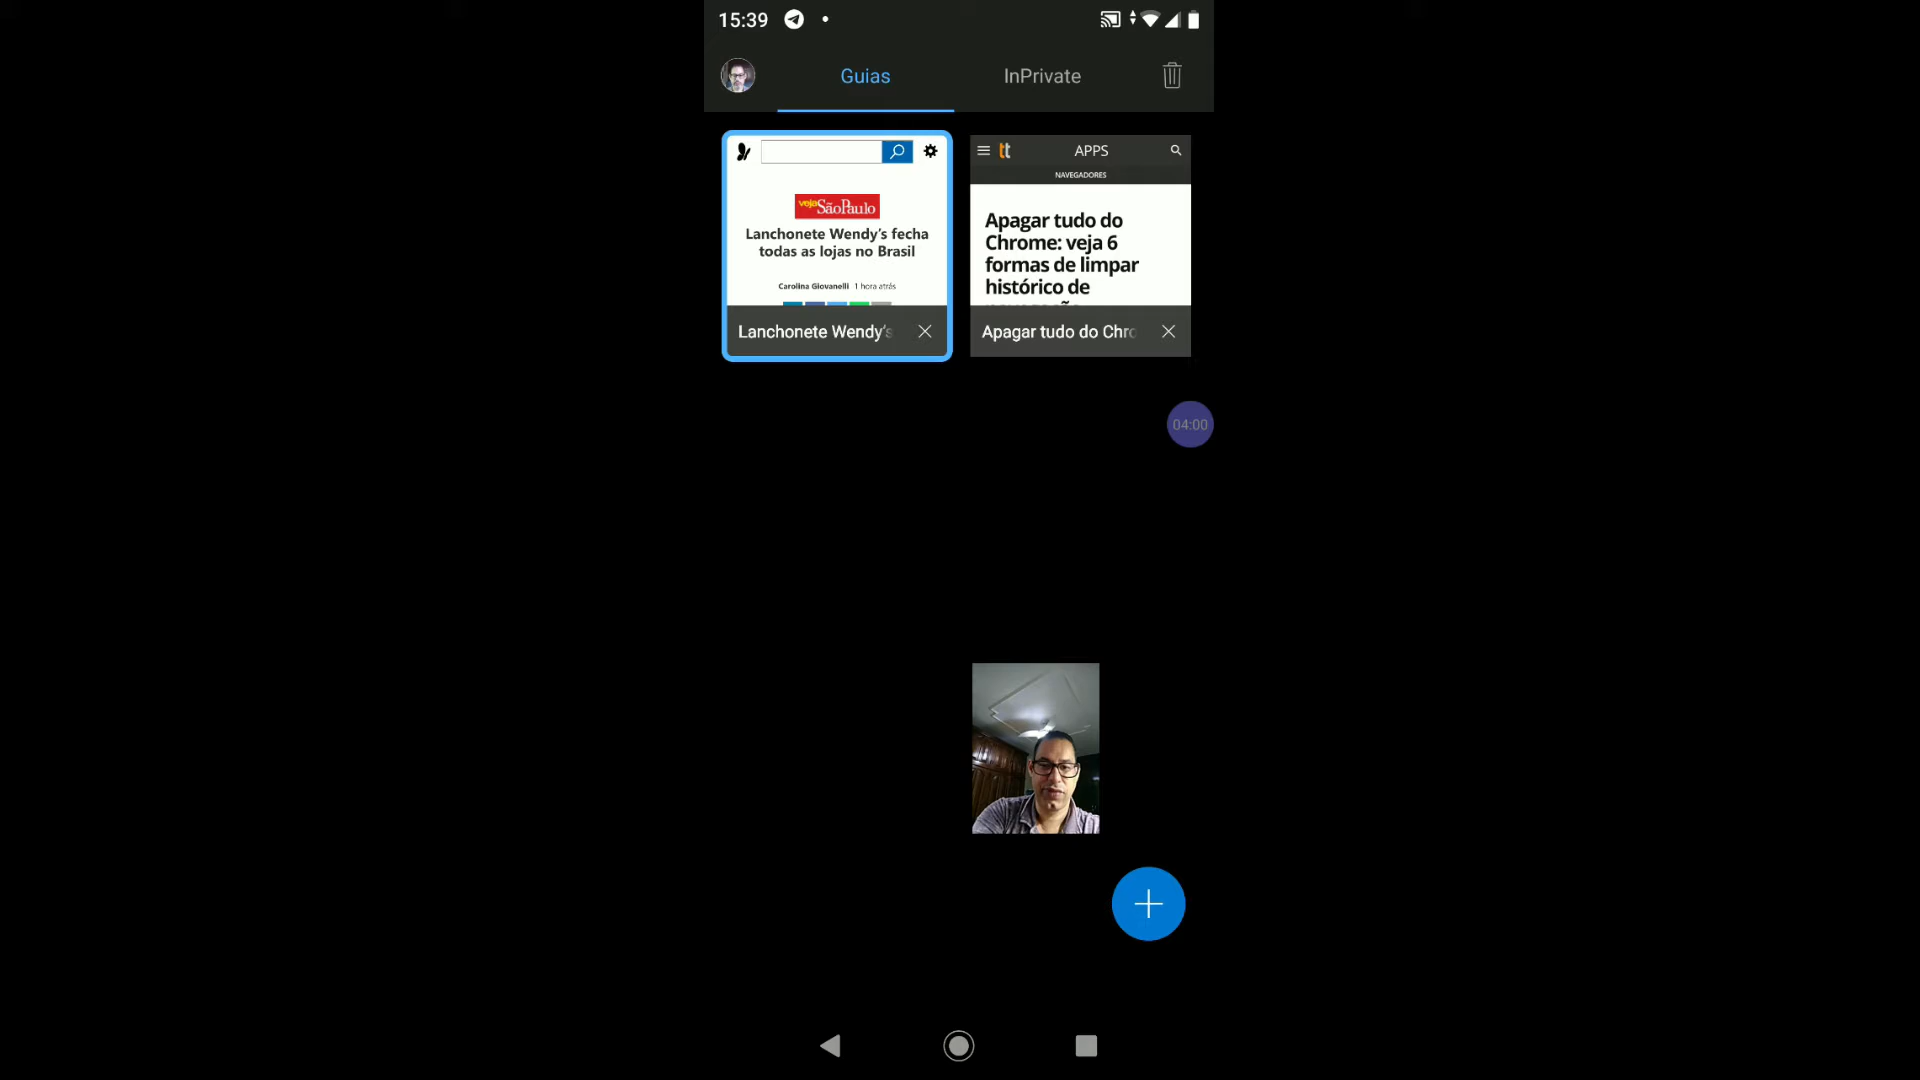 15:39
Guias
InPrivate
veja SãoPaulo
Lanchonete Wendy's fecha
todas as lojas no Brasil
Carolina Giovanelli 1 hora atrás
Lanchonete Wendy's
tt
APPS
NAVEGADORES
Apagar tudo do
Chrome: veja 6
formas de limpar
histórico de
Apagar tudo do Chro
04:00